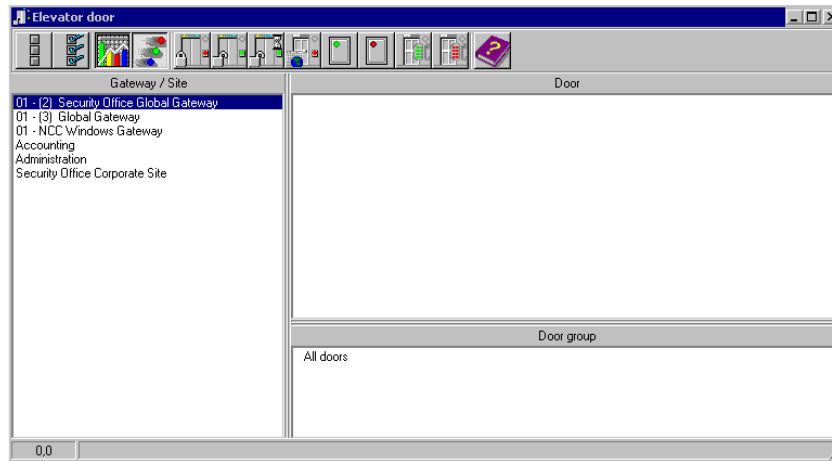 Elevator door
Gateway / Site
Door
01 - (2) Security Office Global Gateway
01 - (3) Global Gateway
01 - NCC Windows Gateway
Accounting
Administration
Security Office Corporate Site
Door group
All doors
0,0